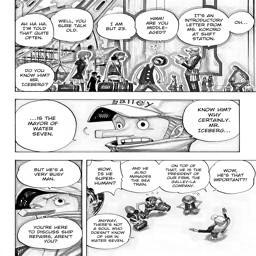 OH...
IT'S AN
INTRODUCTORY
LETTER FROM
MS. KOKORO
AT SHIFT
STATION.
HMM!
ARE YOU
MIDDLE-
AGED?
I AM
BUT 23.
WELL, YOU
SURE TALK
OLD.
AH HA HA.
I'M TOLD
THAT QUITE
OFTEN.
DO YOU
KNOW HIM?
MR.
ICEBERG?
KNOW HIM?
WHY
CERTAINLY.
MR.
ICEBERG...
galley
...IS THE
MAYOR OF
WATER
SEVEN.
WOW,
HE'S THAT
IMPORTANT?!
ON TOP OF
THAT, HE IS THE
PRESIDENT OF
OUR FIRM, THE
GALLEY-LA
COMPANY.
AND HE
ALSO
MANAGES
THE SEA
TRAIN.
WOW.
IS HE
SUPER-
HUMAN?
ANYWAY,
THERE'S NOT
A SOUL WHO
DOESN'T KNOW
OF HIM IN
WATER SEVEN.
BUT HE'S
A VERY
BUSY
MAN.
YOU'RE HERE
TO DISCUSS SHIP
REPAIRS, AREN'T
YOU?